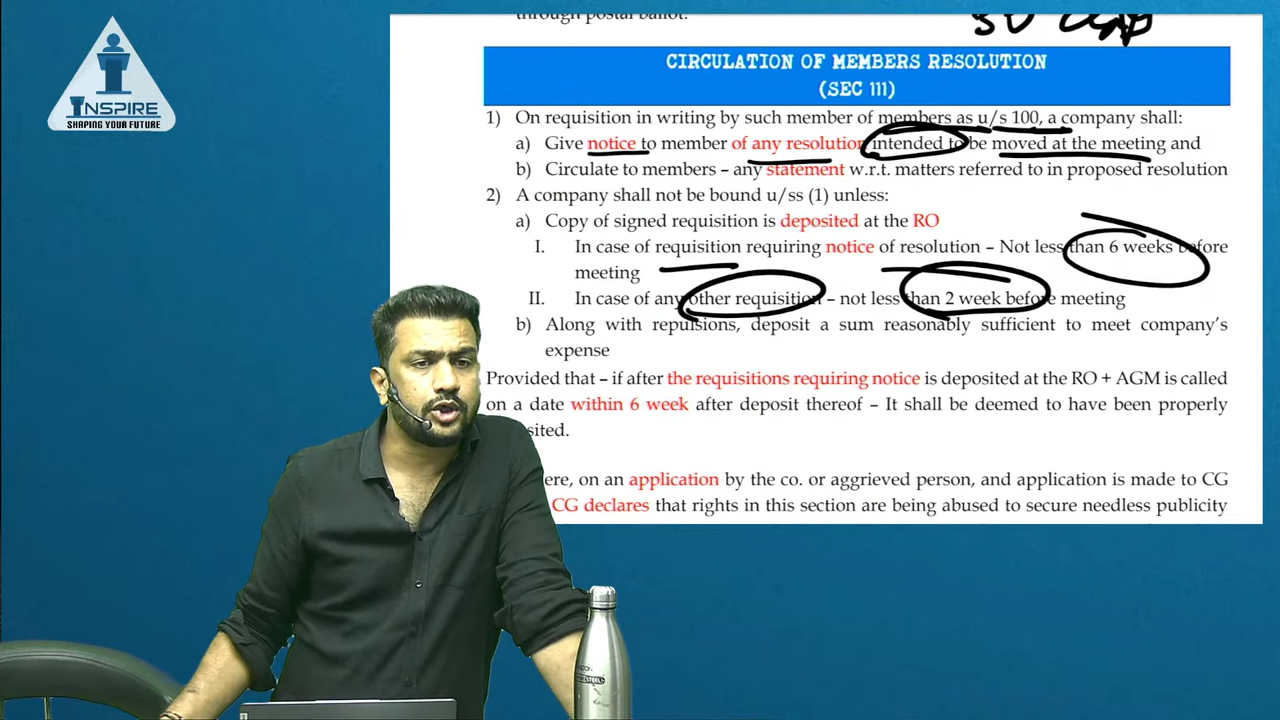 through postal ballot.
INSPIRE
SHAPING YOUR FUTURE
CIRCULATION OF MEMBERS RESOLUTION
(SEC 111)
1) On requisition in writing by such member of members as u/s 100, a company shall:
a) Give notice to member of any resolution intended to be moved at the meeting and
b) Circulate to members – any statement w.r.t. matters referred to in proposed resolution
2) A company shall not be bound u/ss (1) unless:
a) Copy of signed requisition is deposited at the RO
I. In case of requisition requiring notice of resolution – Not less than 6 weeks before
meeting
II. In case of any other requisition – not less than 2 week before meeting
b) Along with repulsions, deposit a sum reasonably sufficient to meet company's
expense
Provided that – if after the requisitions requiring notice is deposited at the RO + AGM is called
on a date within 6 week after deposit thereof – It shall be deemed to have been properly
sited.
ere, on an application by the co. or aggrieved person, and application is made to CG
CG declares that rights in this section are being abused to secure needless publicity